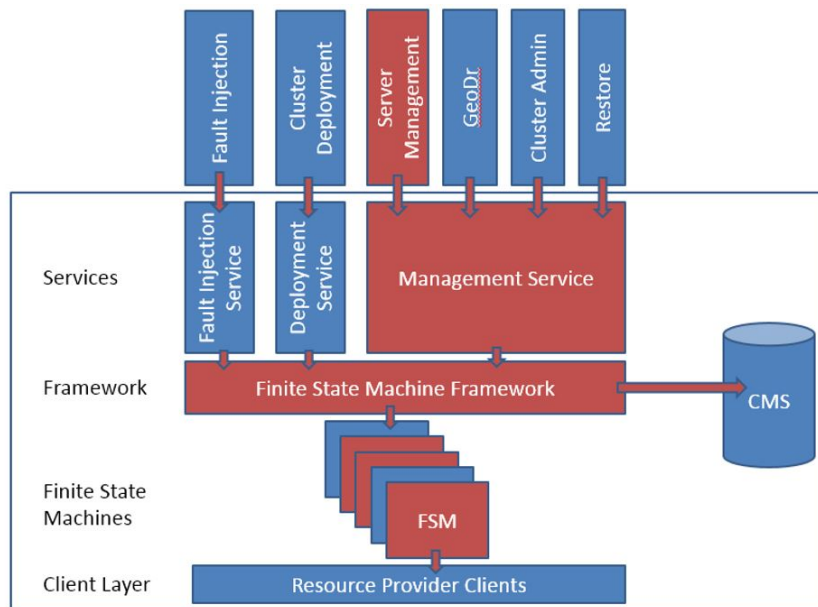 Fault Injection
Cluster
Deployment
Server
Management
GeoDr
Cluster Admin
Restore
Services
Fault Injection
Service
Deployment
Service
Management Service
Framework
Finite State Machine Framework
CMS
Finite State
Machines
FSM
Client Layer
Resource Provider Clients